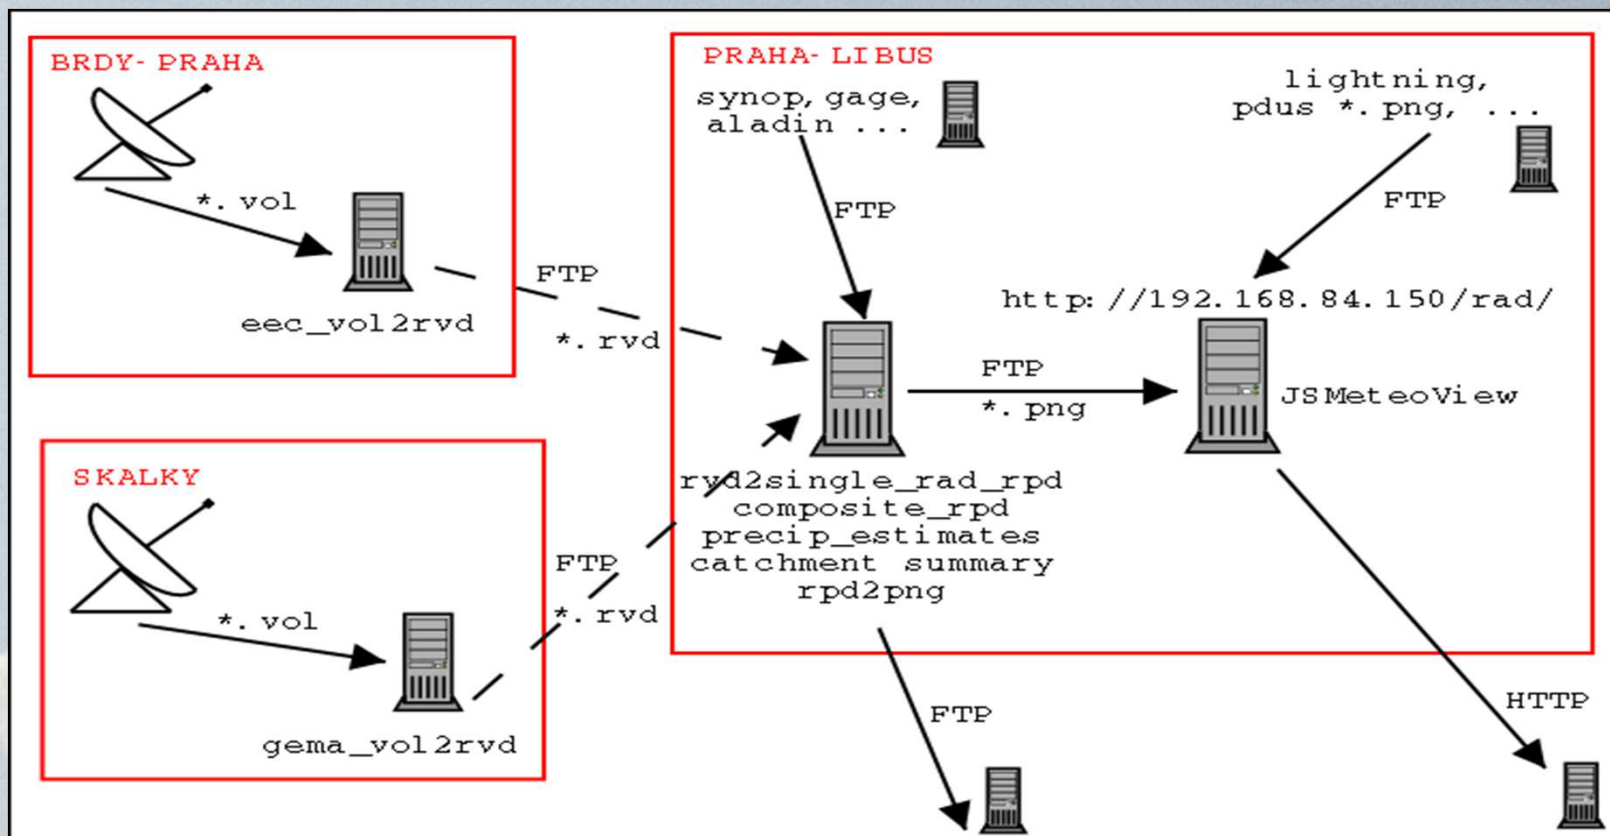 BRDY-PRAHA
*.vol
eec_vol2rvd
FTP
*.rvd
SKALKY
*.vol
gema_vol2rvd
FTP
*.rvd
PRAHA-LIBUS
synop, gage,
aladin ...
FTP
lightning,
pdus *.png, ...
FTP
http://192.168.84.150/rad/
FTP
*.png
JSMeteoView
rvd2single_rad_rpd
composite_rpd
precip_estimates
catchment summary
rpd2png
FTP
HTTP